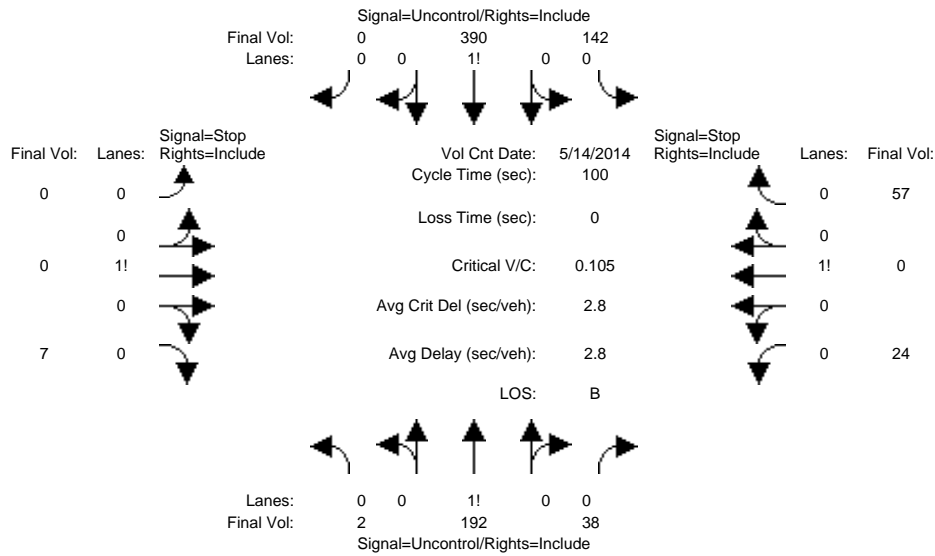 Signal=Uncontrol/Rights=Include
Final Vol: 0 390 142
Lanes: 0 0 1! 0 0
Signal=Stop
Final Vol: Lanes: Rights=Include
Vol Cnt Date: 5/14/2014
Signal=Stop
Rights=Include Lanes: Final Vol:
Cycle Time (sec): 100
0 0
0 57
Loss Time (sec): 0
0
0
0 1!
Critical V/C: 0.105
1! 0
0
Avg Crit Del (sec/veh): 2.8
0
7 0
Avg Delay (sec/veh): 2.8
0 24
LOS: B
Lanes: 0 0 1! 0 0
Final Vol: 2 192 38
Signal=Uncontrol/Rights=Include